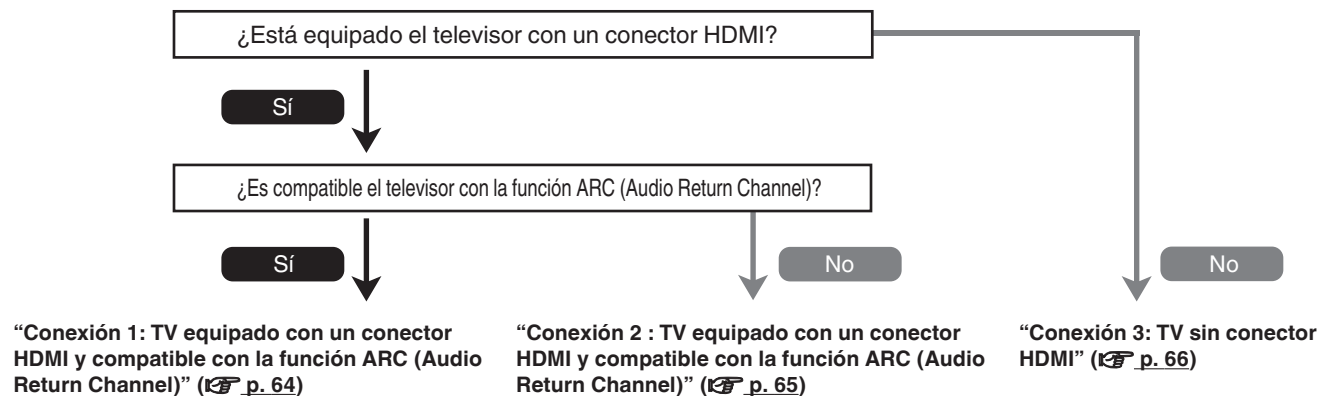 ¿Está equipado el televisor con un conector HDMI?
Sí
¿Es compatible el televisor con la función ARC (Audio Return Channel)?
Sí
No
No
“Conexión 1: TV equipado con un conector
HDMI y compatible con la función ARC (Audio
Return Channel)” (☞ p. 64)
“Conexión 2 : TV equipado con un conector
HDMI y compatible con la función ARC (Audio
Return Channel)” (☞ p. 65)
“Conexión 3: TV sin conector
HDMI” (☞ p. 66)